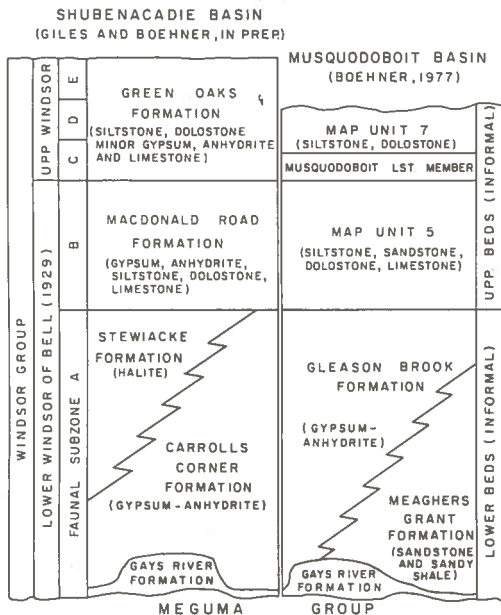 SHUBENACADIE BASIN
(GILES AND BOEHNER, IN PREP.)
MUSQUODOBOIT BASIN
(BOEHNER, 1977)
WINDSOR GROUP
UPP WINDSOR
LOWER WINDSOR OF BELL (1929)
E
D
C
B
FAUNAL SUBZONE A
GREEN OAKS
FORMATION
(SILTSTONE, DOLOSTONE
MINOR GYPSUM, ANHYDRITE
AND LIMESTONE)
MACDONALD ROAD
FORMATION
(GYPSUM, ANHYDRITE,
SILTSTONE, DOLOSTONE,
LIMESTONE)
STEWIACKE
FORMATION
(HALITE)
CARROLLS
CORNER
FORMATION
(GYPSUM-ANHYDRITE)
GAYS RIVER
FORMATION
MAP UNIT 7
(SILTSTONE, DOLOSTONE)
MUSQUODOBOIT LST. MEMBER
MAP UNIT 5
(SILTSTONE, SANDSTONE,
DOLOSTONE, LIMESTONE)
GLEASON BROOK
FORMATION
(GYPSUM-
ANHYDRITE)
MEAGHERS
GRANT
FORMATION
(SANDSTONE
AND SANDY
SHALE)
GAYS RIVER
FORMATION
UPP. BEDS (INFORMAL)
LOWER BEDS (INFORMAL)
MEGUMA GROUP